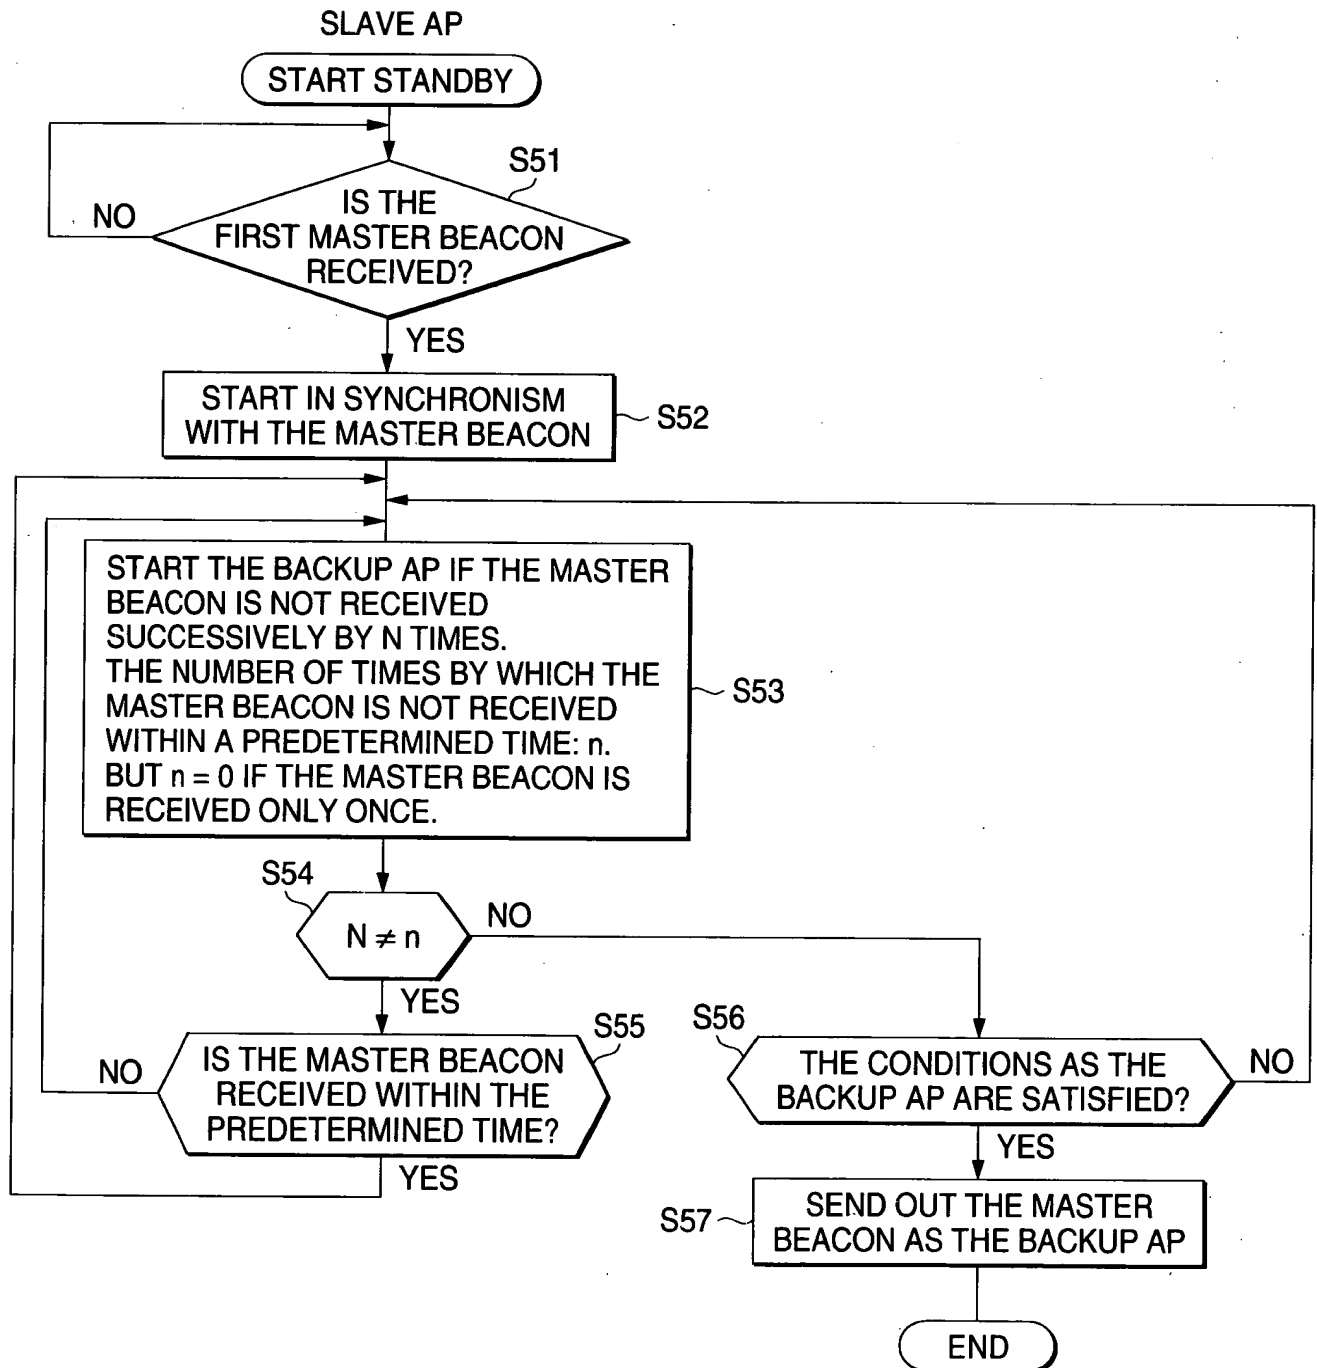 SLAVE AP
START STANDBY
S51
IS THE
FIRST MASTER BEACON
RECEIVED?
NO
YES
START IN SYNCHRONISM
WITH THE MASTER BEACON
S52
START THE BACKUP AP IF THE MASTER
BEACON IS NOT RECEIVED
SUCCESSIVELY BY N TIMES.
THE NUMBER OF TIMES BY WHICH THE
MASTER BEACON IS NOT RECEIVED
WITHIN A PREDETERMINED TIME: n.
BUT n = 0 IF THE MASTER BEACON IS
RECEIVED ONLY ONCE.
S53
S54
N ≠ n
NO
YES
S55
IS THE MASTER BEACON
RECEIVED WITHIN THE
PREDETERMINED TIME?
NO
YES
S56
THE CONDITIONS AS THE
BACKUP AP ARE SATISFIED?
NO
YES
S57
SEND OUT THE MASTER
BEACON AS THE BACKUP AP
END